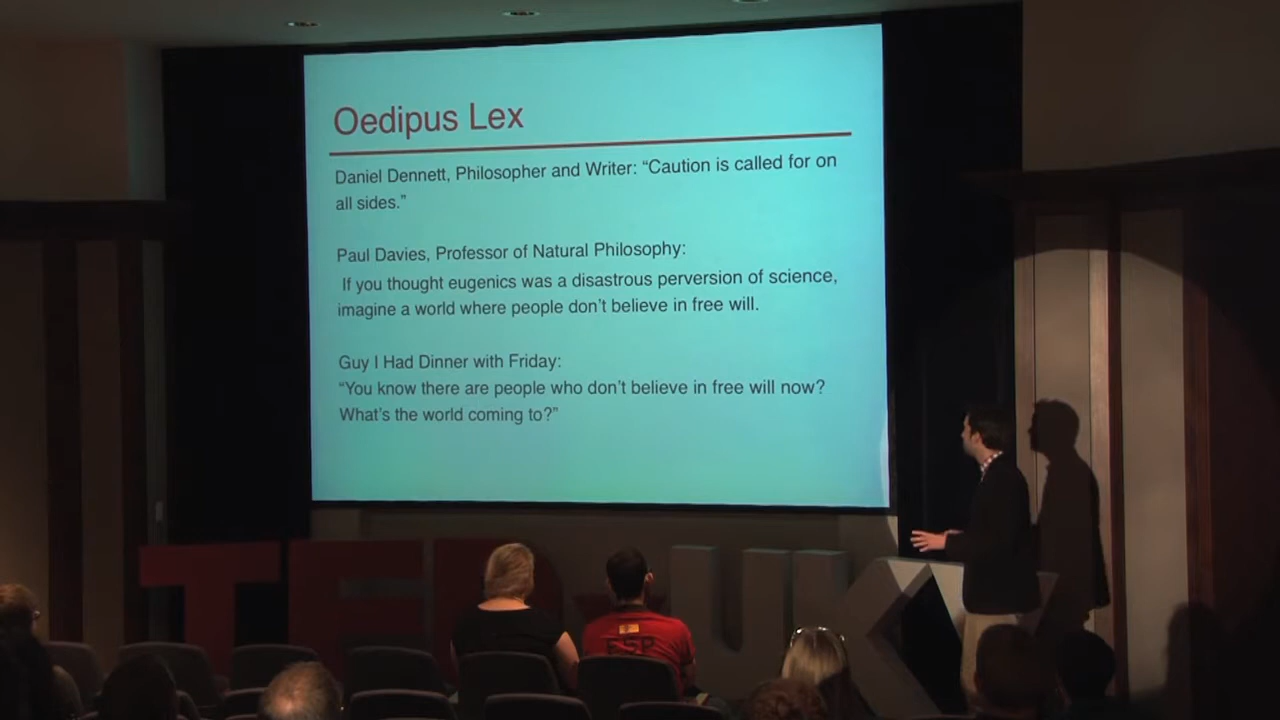 Oedipus Lex
Daniel Dennett, Philosopher and Writer: “Caution is called for on
all sides.”
Paul Davies, Professor of Natural Philosophy:
If you thought eugenics was a disastrous perversion of science,
imagine a world where people don’t believe in free will.
Guy I Had Dinner with Friday:
“You know there are people who don’t believe in free will now?
What’s the world coming to?”
TEDxUK
ESP